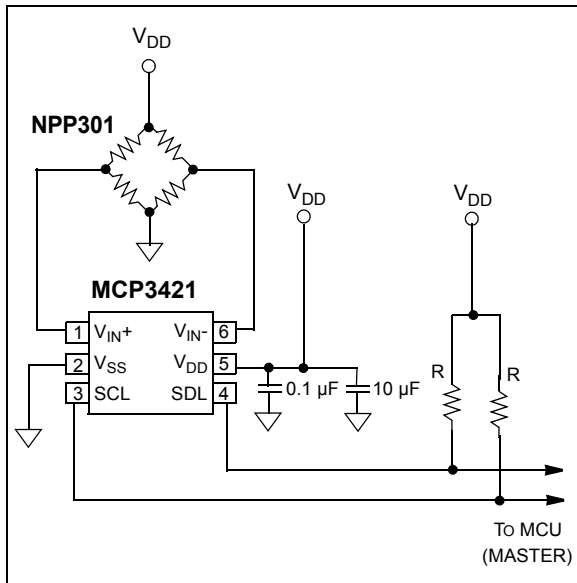 VDD
NPP301
VDD
VDD
MCP3421
1 VIN+ VIN- 6
2 VSS VDD 5
3 SCL SDL 4
0.1 µF 10 µF
R R
TO MCU
(MASTER)